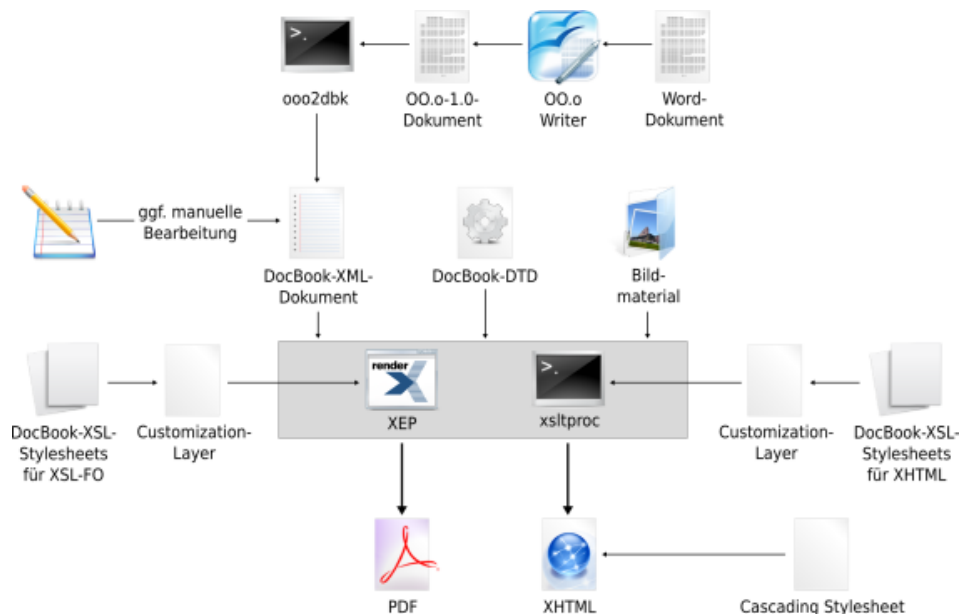 >.
ooo2dbk
OO.o-1.0-
Dokument
OO.o
Writer
Word-
Dokument
ggf. manuelle
Bearbeitung
DocBook-XML-
Dokument
DocBook-DTD
Bild-
material
DocBook-XSL-
Stylesheets
für XSL-FO
Customization-
Layer
render
X
XEP
>.
xsltproc
Customization-
Layer
DocBook-XSL-
Stylesheets
für XHTML
PDF
XHTML
Cascading Stylesheet